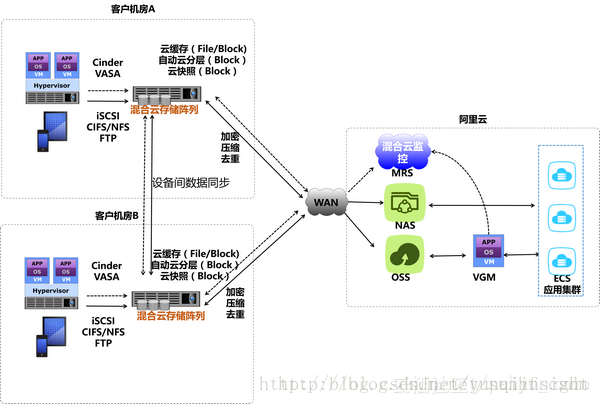 客户机房A
APP
OS
VM
APP
OS
VM
Hypervisor
Cinder
VASA
iSCSI
CIFS/NFS
FTP
云缓存（File/Block)
自动云分层（Block）
云快照（Block）
混合云存储阵列
加密
压缩
去重
设备间数据同步
客户机房B
APP
OS
VM
APP
OS
VM
Hypervisor
Cinder
VASA
iSCSI
CIFS/NFS
FTP
云缓存（File/Block)
自动云分层（Block）
云快照（Block）
混合云存储阵列
加密
压缩
去重
WAN
阿里云
混合云监
控
MRS
NAS
OSS
APP
OS
VM
VGM
ECS
应用集群
http://blog.csdn.net/